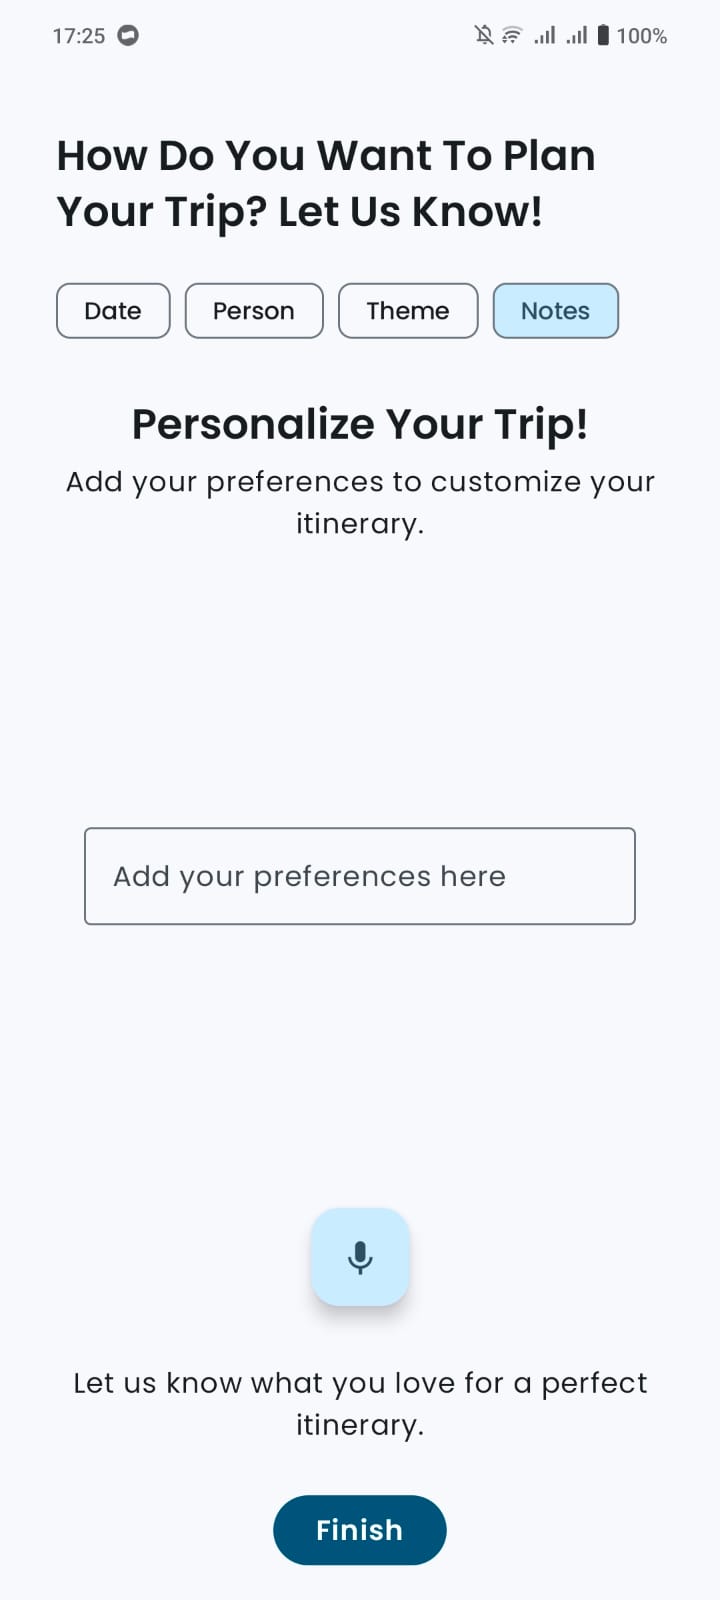 17:25
100%
How Do You Want To Plan
Your Trip? Let Us Know!
Date Person Theme Notes
Personalize Your Trip!
Add your preferences to customize your
itinerary.
Add your preferences here
Let us know what you love for a perfect
itinerary.
Finish